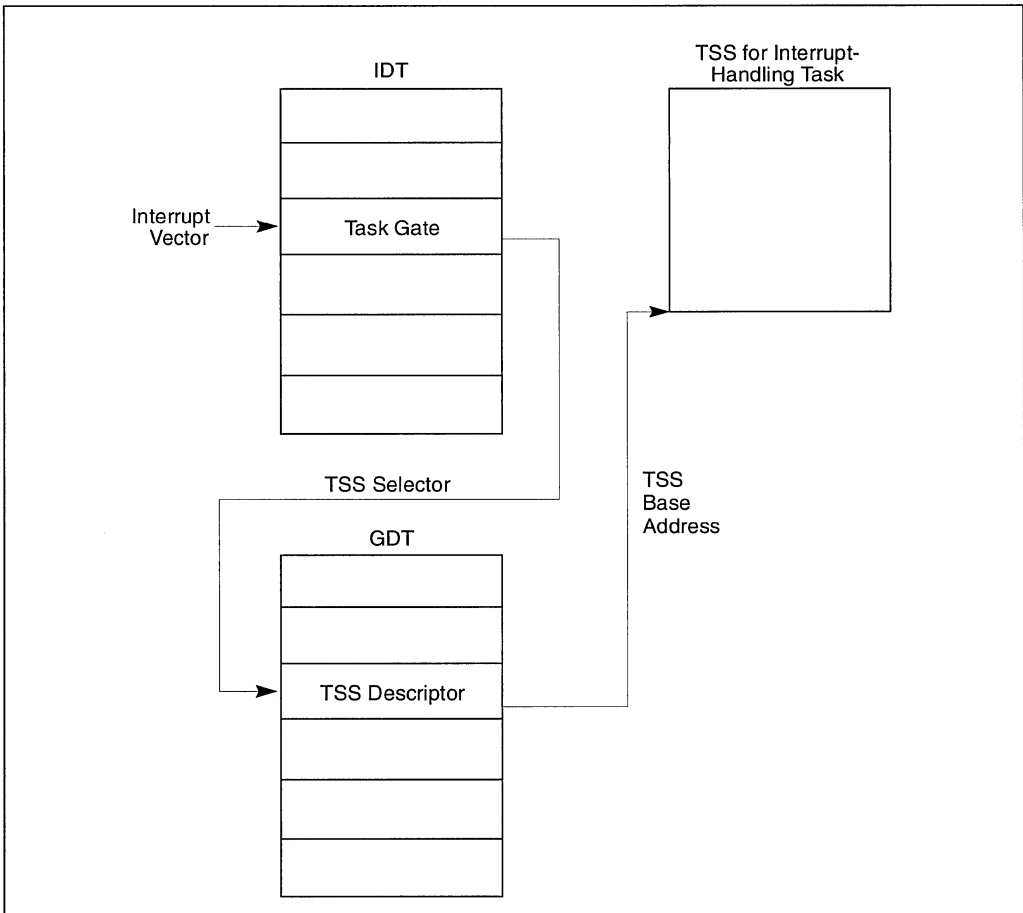 IDT
TSS for Interrupt-
Handling Task
Interrupt
Vector
Task Gate
TSS Selector
TSS
Base
Address
GDT
TSS Descriptor